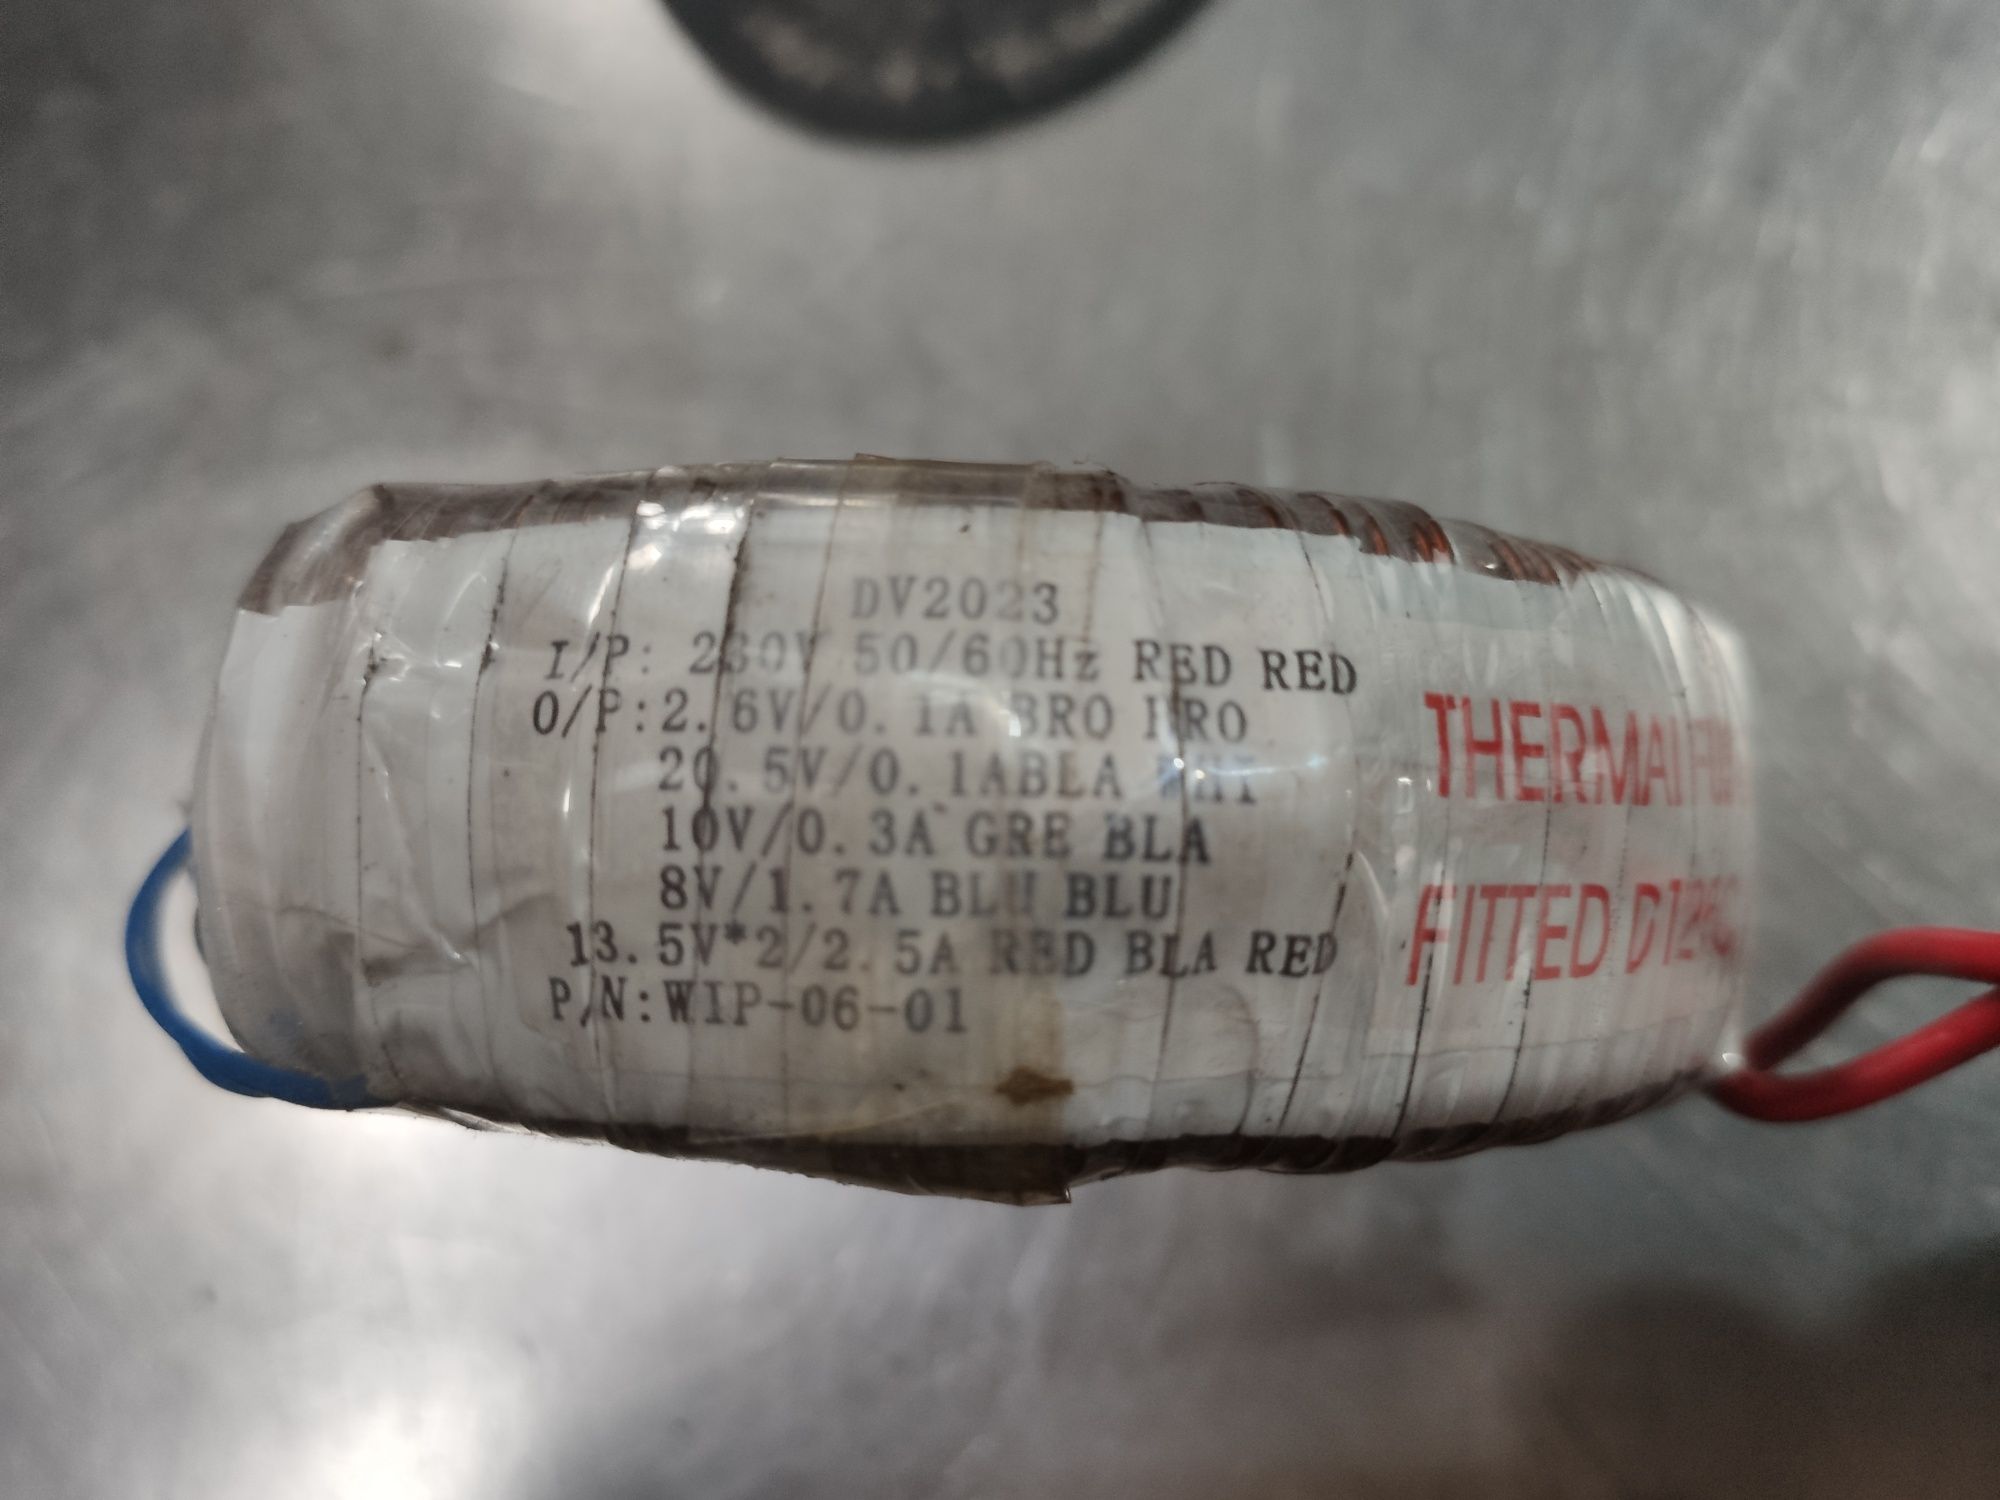 DV2023
I/P: 230V 50/60Hz RED RED
O/P:2.6V/0.1A BRO BRO
20.5V/0.1ABLA WHI
10V/0.3A GRE BLA
8V/1.7A BLU BLU
13.5V*2/2.5A RED BLA RED
P/N:WIP-06-01
THERMAL
FITTED